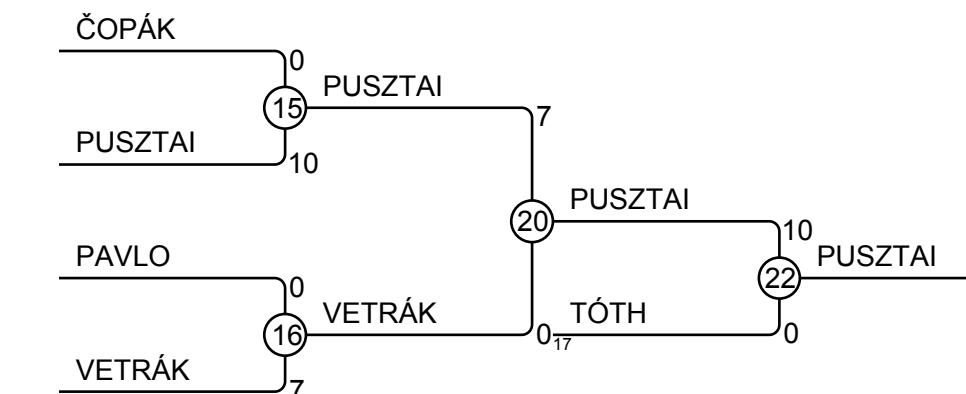 ČOPÁK
0
15
PUSZTAI
7
PUSZTAI
10
20
PUSZTAI
10
22
PUSZTAI
PAVLO
0
16
VETRÁK
0
17
TÓTH
0
VETRÁK
7